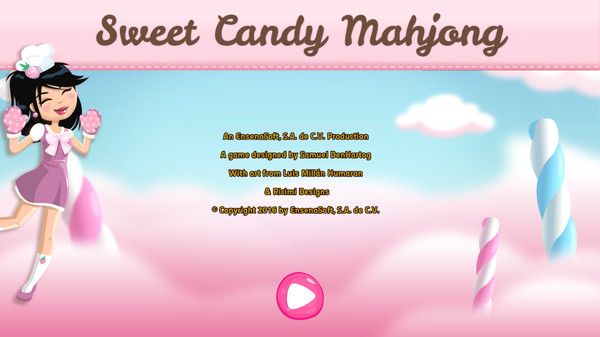 Sweet Candy Mahjong
An EnsenaSoft, S.A. de C.V. Production
A game designed by Samuel DenHartog
With art from Luis Millán Humaran
& Ricimi Designs
© Copyright 2016 by EnsenaSoft, S.A. de C.V.